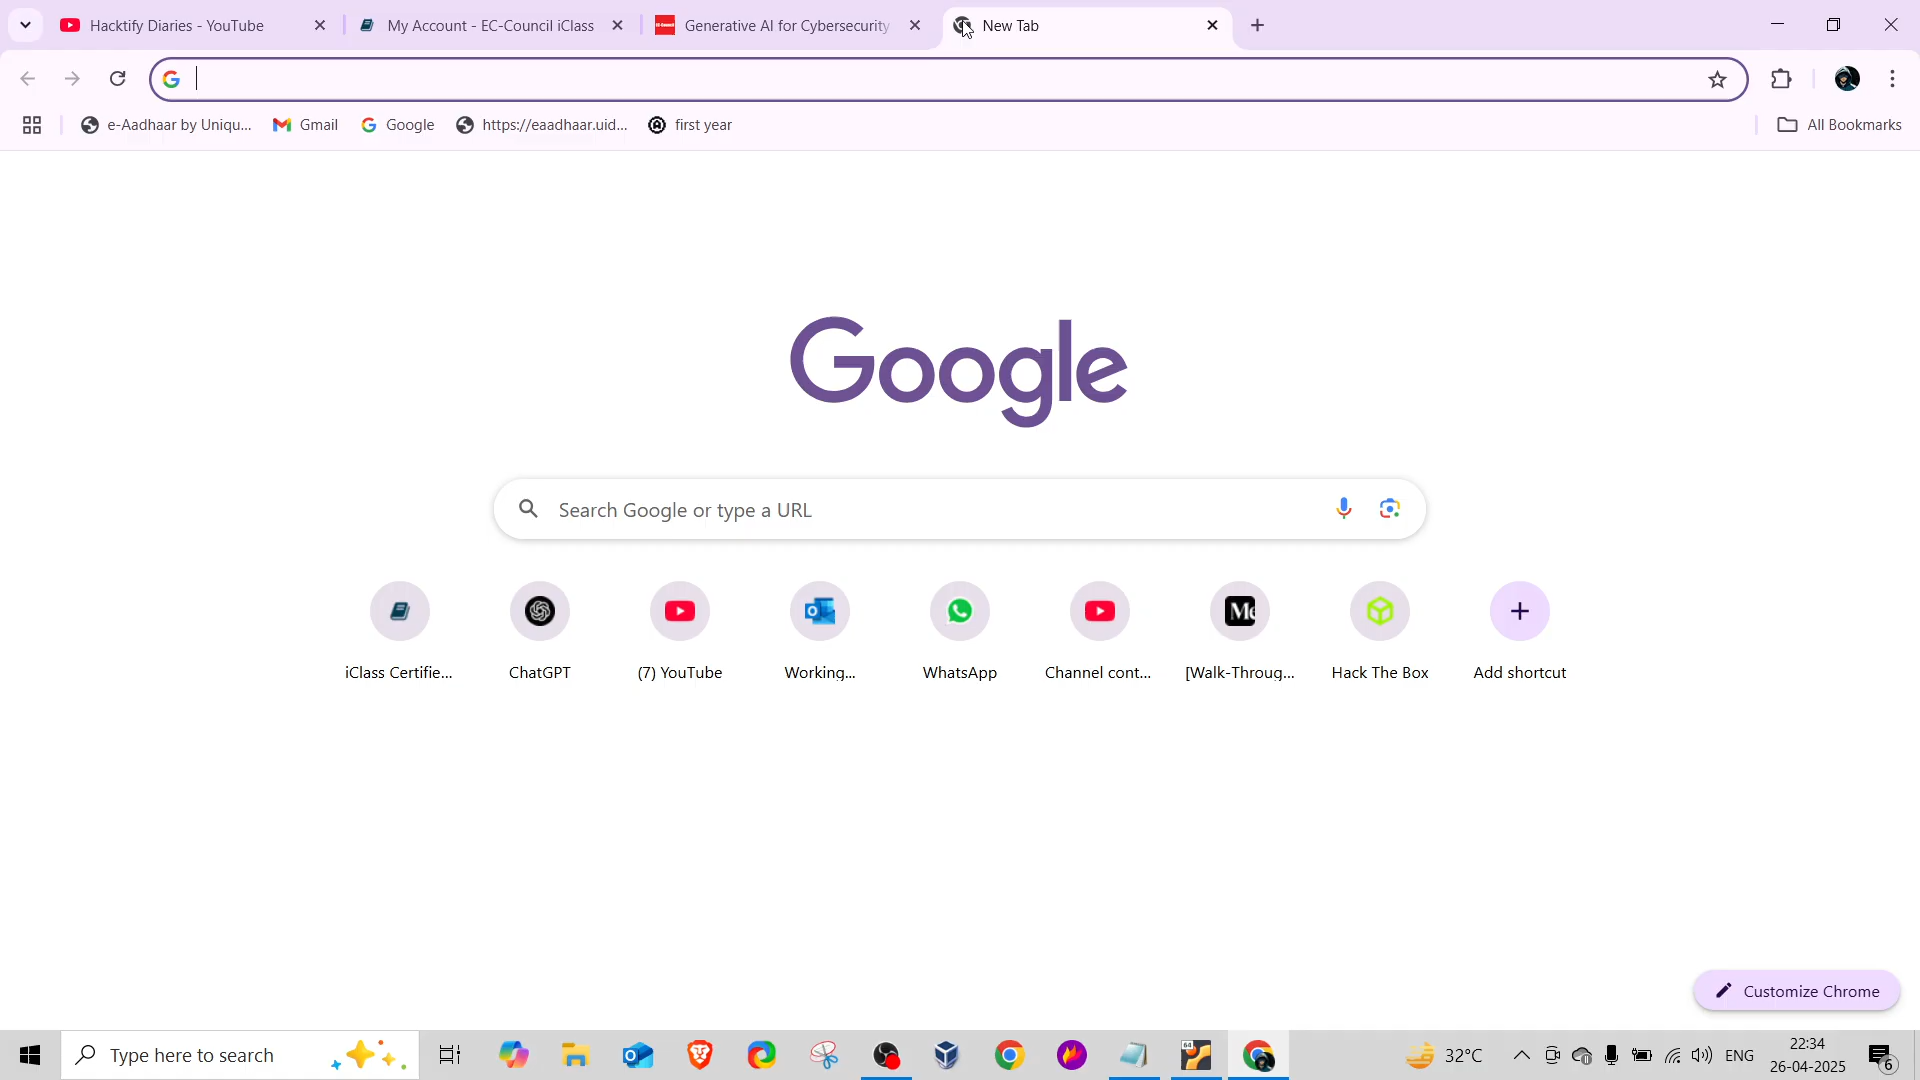 Hacktify Diaries - YouTube
My Account - EC-Council iClass
Generative AI for Cybersecurity
New Tab
e-Aadhaar by Uniqu...
Gmail
Google
https://eaadhaar.uid...
first year
All Bookmarks
Google
Search Google or type a URL
iClass Certifie...
ChatGPT
(7) YouTube
Working...
WhatsApp
Channel cont...
[Walk-Throug...
Hack The Box
Add shortcut
Customize Chrome
Type here to search
32°C
ENG
22:34
26-04-2025
6